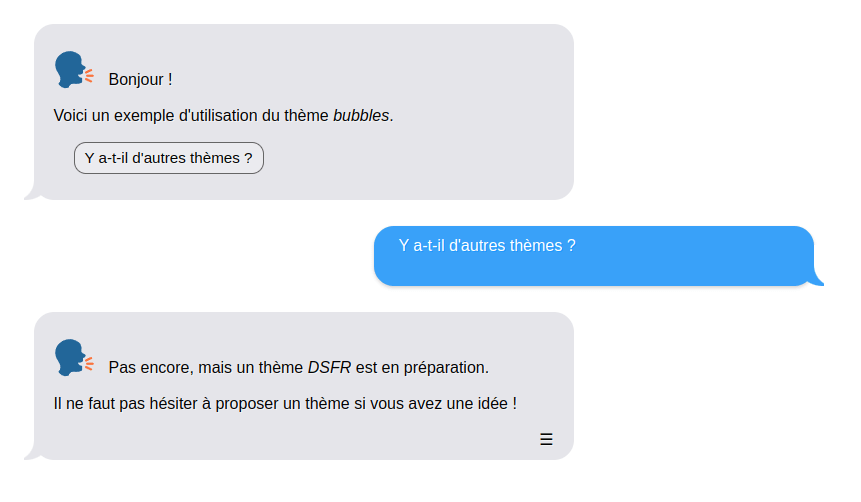 Bonjour !
Voici un exemple d'utilisation du thème bubbles.
Y a-t-il d'autres thèmes ?
Y a-t-il d'autres thèmes ?
Pas encore, mais un thème DSFR est en préparation.
Il ne faut pas hésiter à proposer un thème si vous avez une idée !